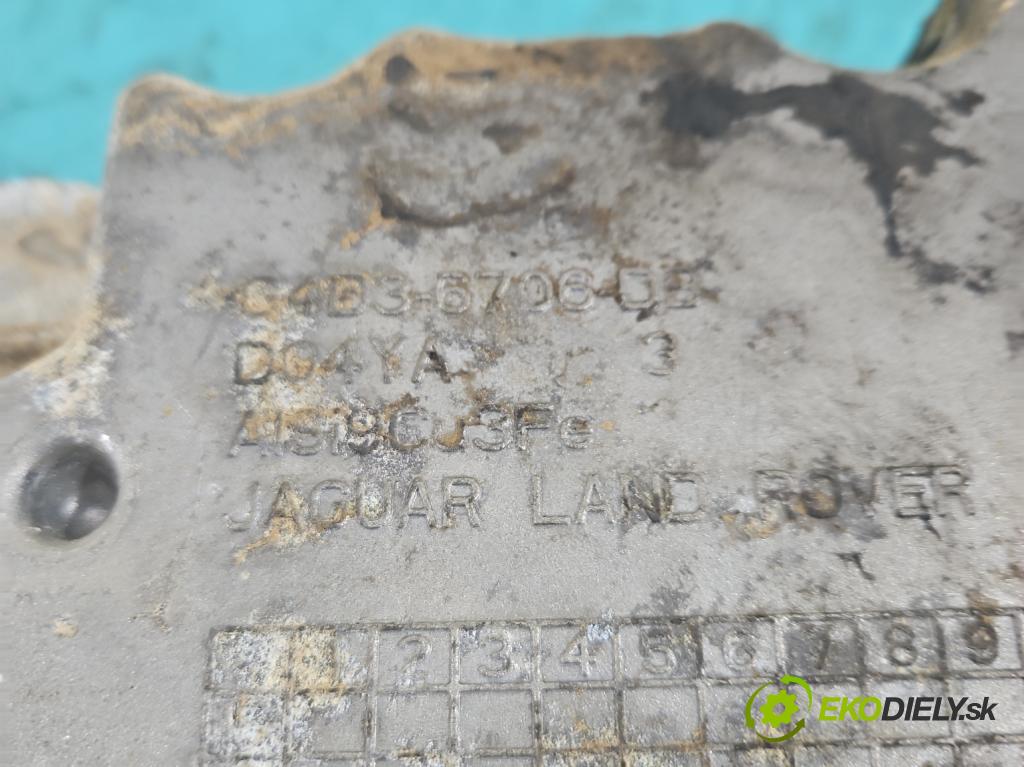 G4D3-6706-DB
DC4YA 3
AlSi9Cu3Fe
JAGUAR LAND ROVER
1 2 3 4 5 6 7 8 9
EKODIELY.sk